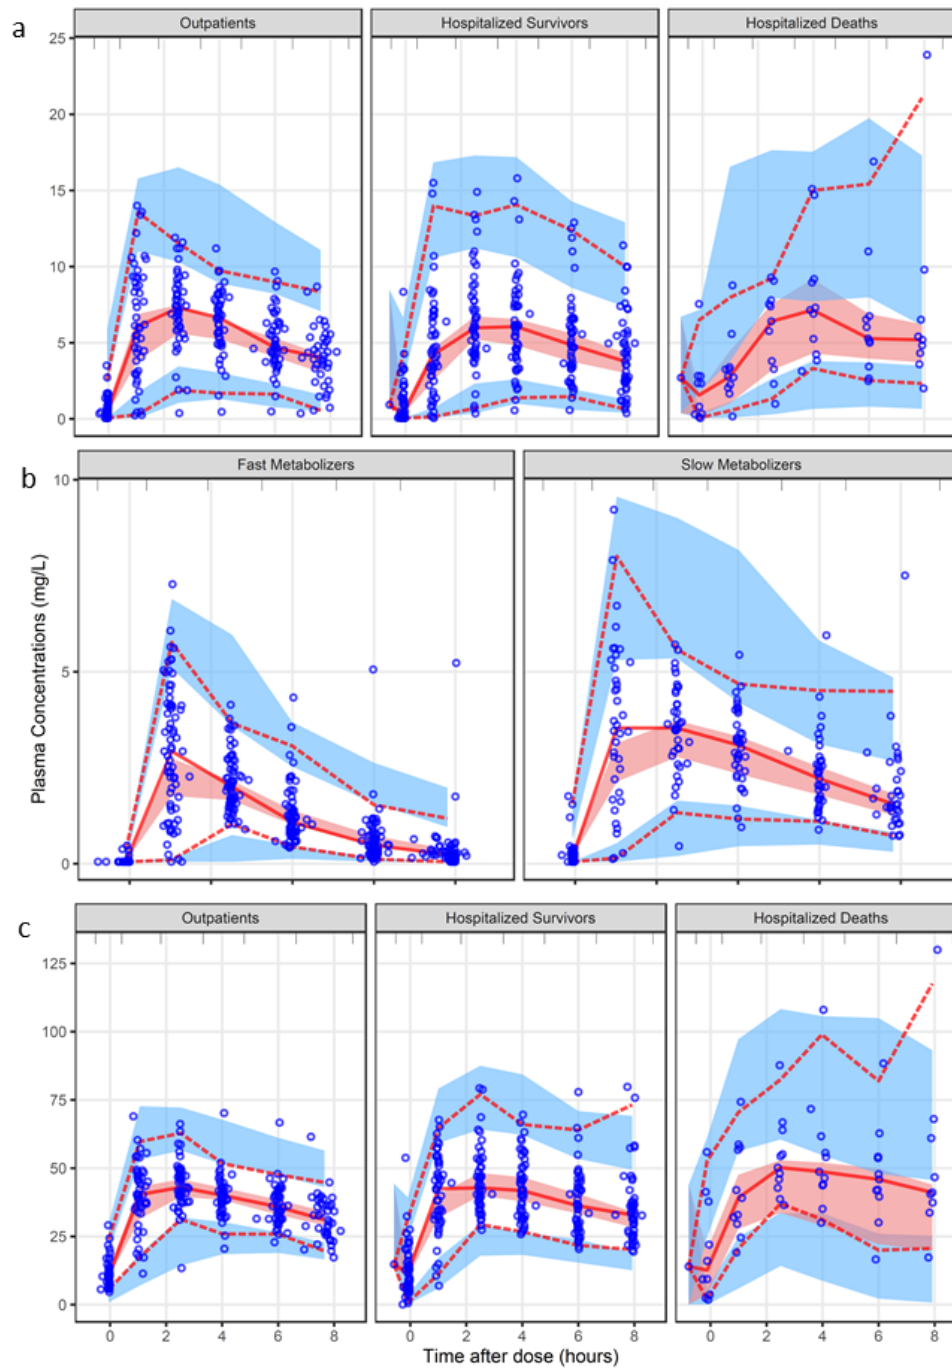 a
Outpatients
Hospitalized Survivors
Hospitalized Deaths
25
20
15
10
5
0
b
Fast Metabolizers
Slow Metabolizers
10
5
0
Plasma Concentrations (mg/L)
c
Outpatients
Hospitalized Survivors
Hospitalized Deaths
125
100
75
50
25
0
0 2 4 6 8 0 2 4 6 8 0 2 4 6 8
Time after dose (hours)